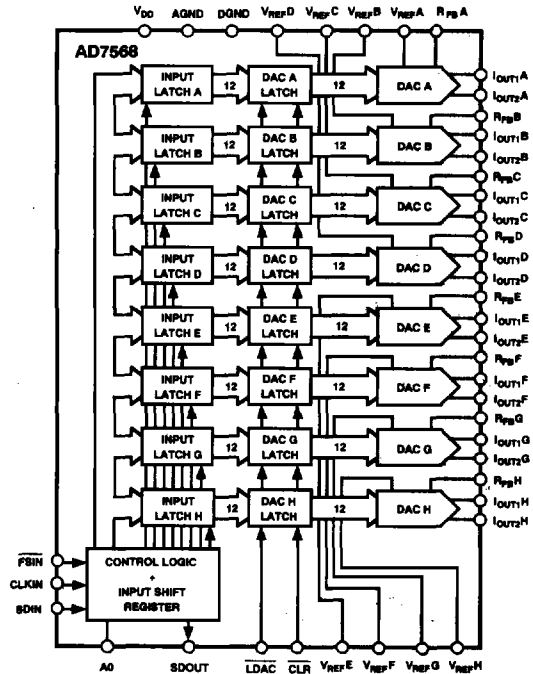 VDD AGND DGND VREFD VREFC VREFB VREFA RFBA
AD7568
INPUT LATCH A 12 DAC A LATCH 12 DAC A
IOUT1A
IOUT2A
RFBB
INPUT LATCH B 12 DAC B LATCH 12 DAC B
IOUT1B
IOUT2B
RFBC
INPUT LATCH C 12 DAC C LATCH 12 DAC C
IOUT1C
IOUT2C
RFBD
INPUT LATCH D 12 DAC D LATCH 12 DAC D
IOUT1D
IOUT2D
RFBE
INPUT LATCH E 12 DAC E LATCH 12 DAC E
IOUT1E
IOUT2E
RFBF
INPUT LATCH F 12 DAC F LATCH 12 DAC F
IOUT1F
IOUT2F
RFBG
INPUT LATCH G 12 DAC G LATCH 12 DAC G
IOUT1G
IOUT2G
RFBH
INPUT LATCH H 12 DAC H LATCH 12 DAC H
IOUT1H
IOUT2H
FSIN
CLKIN
SDIN
CONTROL LOGIC
+
INPUT SHIFT
REGISTER
A0 SDOUT LDAC CLR VREFE VREFF VREFG VREFH